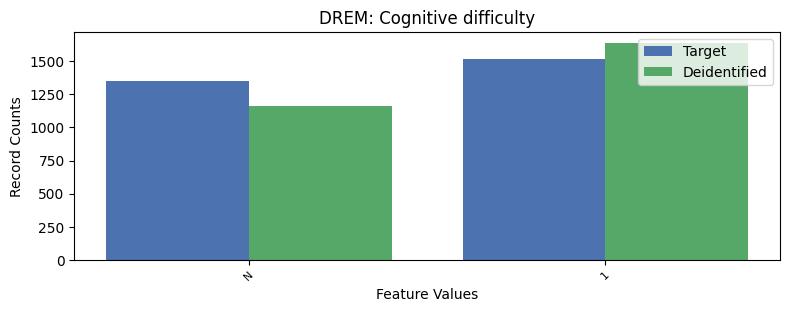 DREM: Cognitive difficulty
Target
Deidentified
Record Counts
1500
1250
1000
750
500
250
0
N
1
Feature Values